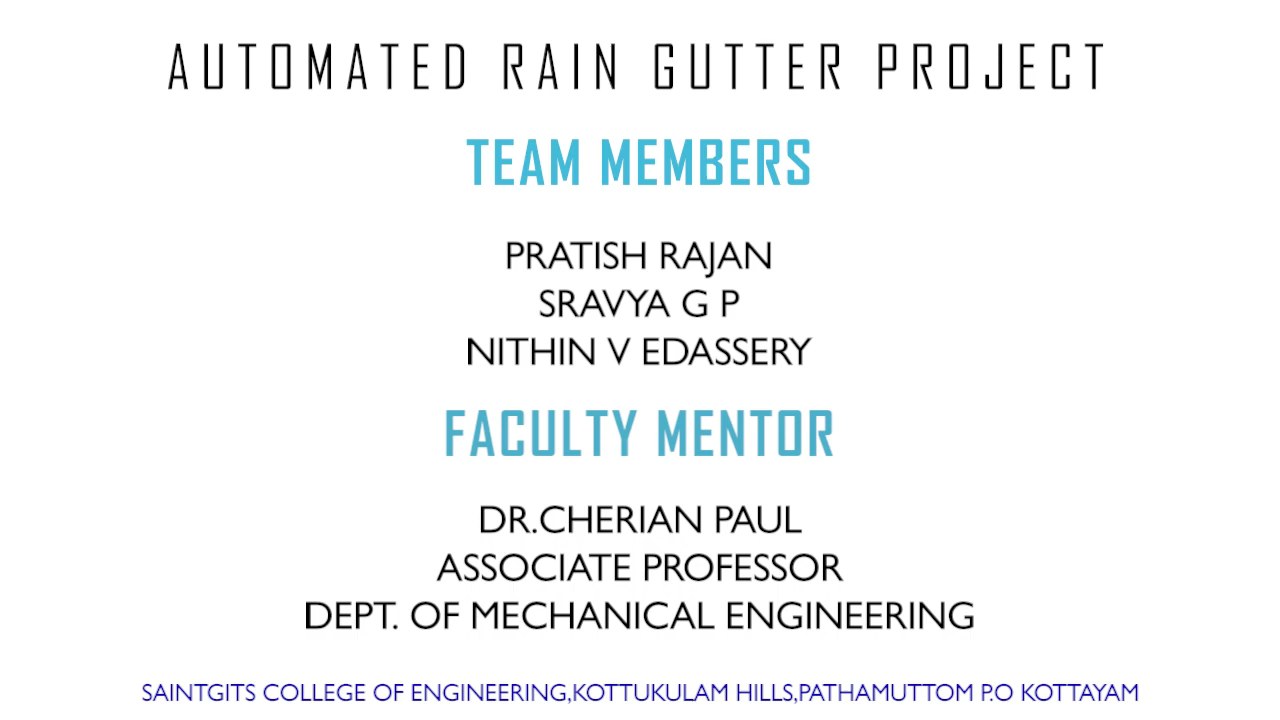 AUTOMATED RAIN GUTTER PROJECT
TEAM MEMBERS
PRATISH RAJAN
SRAVYA G P
NITHIN V EDASSERY
FACULTY MENTOR
DR.CHERIAN PAUL
ASSOCIATE PROFESSOR
DEPT. OF MECHANICAL ENGINEERING
SAINTGITS COLLEGE OF ENGINEERING,KOTTUKULAM HILLS,PATHAMUTTOM P.O KOTTAYAM